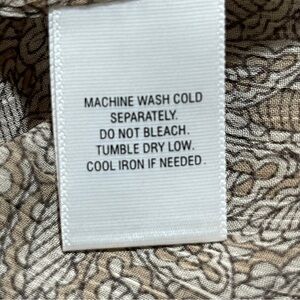 MACHINE WASH COLD
SEPARATELY.
DO NOT BLEACH.
TUMBLE DRY LOW.
COOL IRON IF NEEDED.